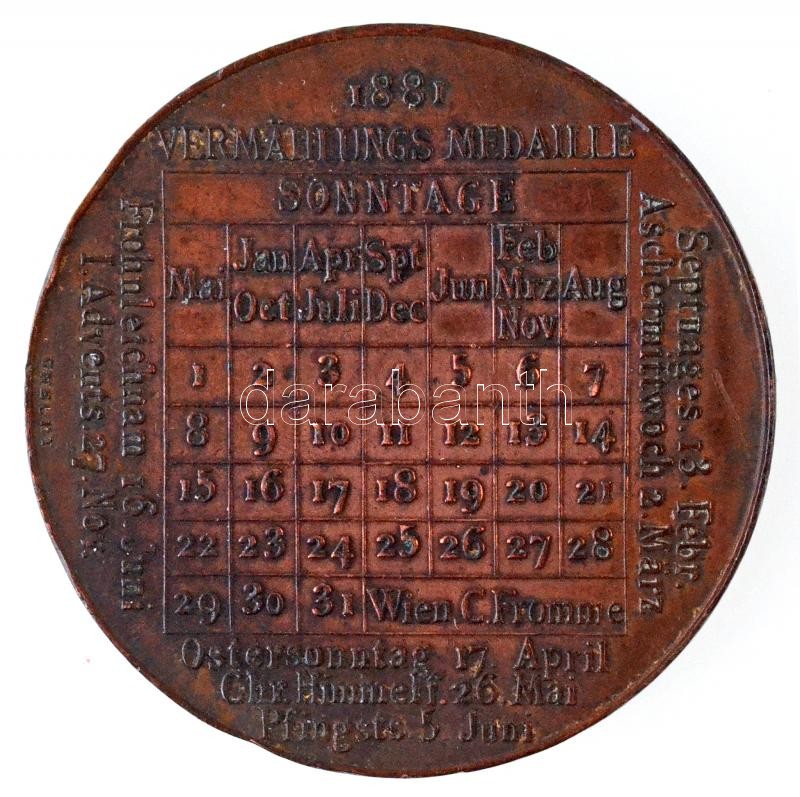 1881
VERMÄHLUNGS MEDAILLE
SONNTAGE
Mai Jan Oct Apr Juli Spt Dec Jun Feb Mrz Nov Aug
1 2 3 4 5 6 7
8 9 10 11 12 13 14
15 16 17 18 19 20 21
22 23 24 25 26 27 28
29 30 31 Wien, C. Fromme
Ostersonntag 17. April
Chr. Himmelf. 26. Mai
Pfingsts. 5. Juni
Frohnleichnam 16. Juni
I. Advents. 27. Nov.
Septuages. 13. Febr.
Aschermittwoch 2. März
darabanth